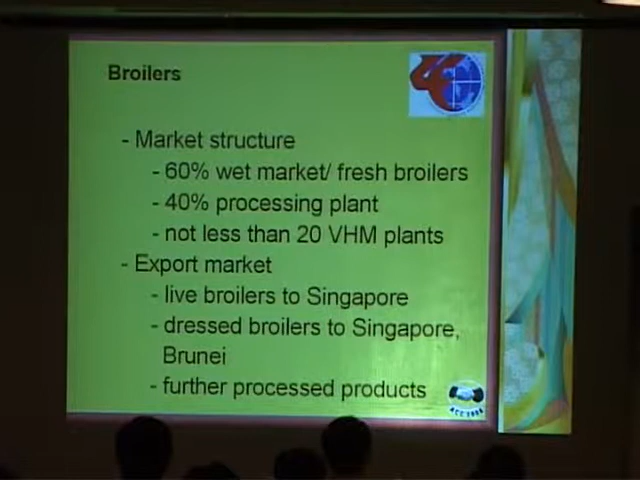 Broilers
- Market structure
- 60% wet market/ fresh broilers
- 40% processing plant
- not less than 20 VHM plants
- Export market
- live broilers to Singapore
- dressed broilers to Singapore,
Brunei
- further processed products